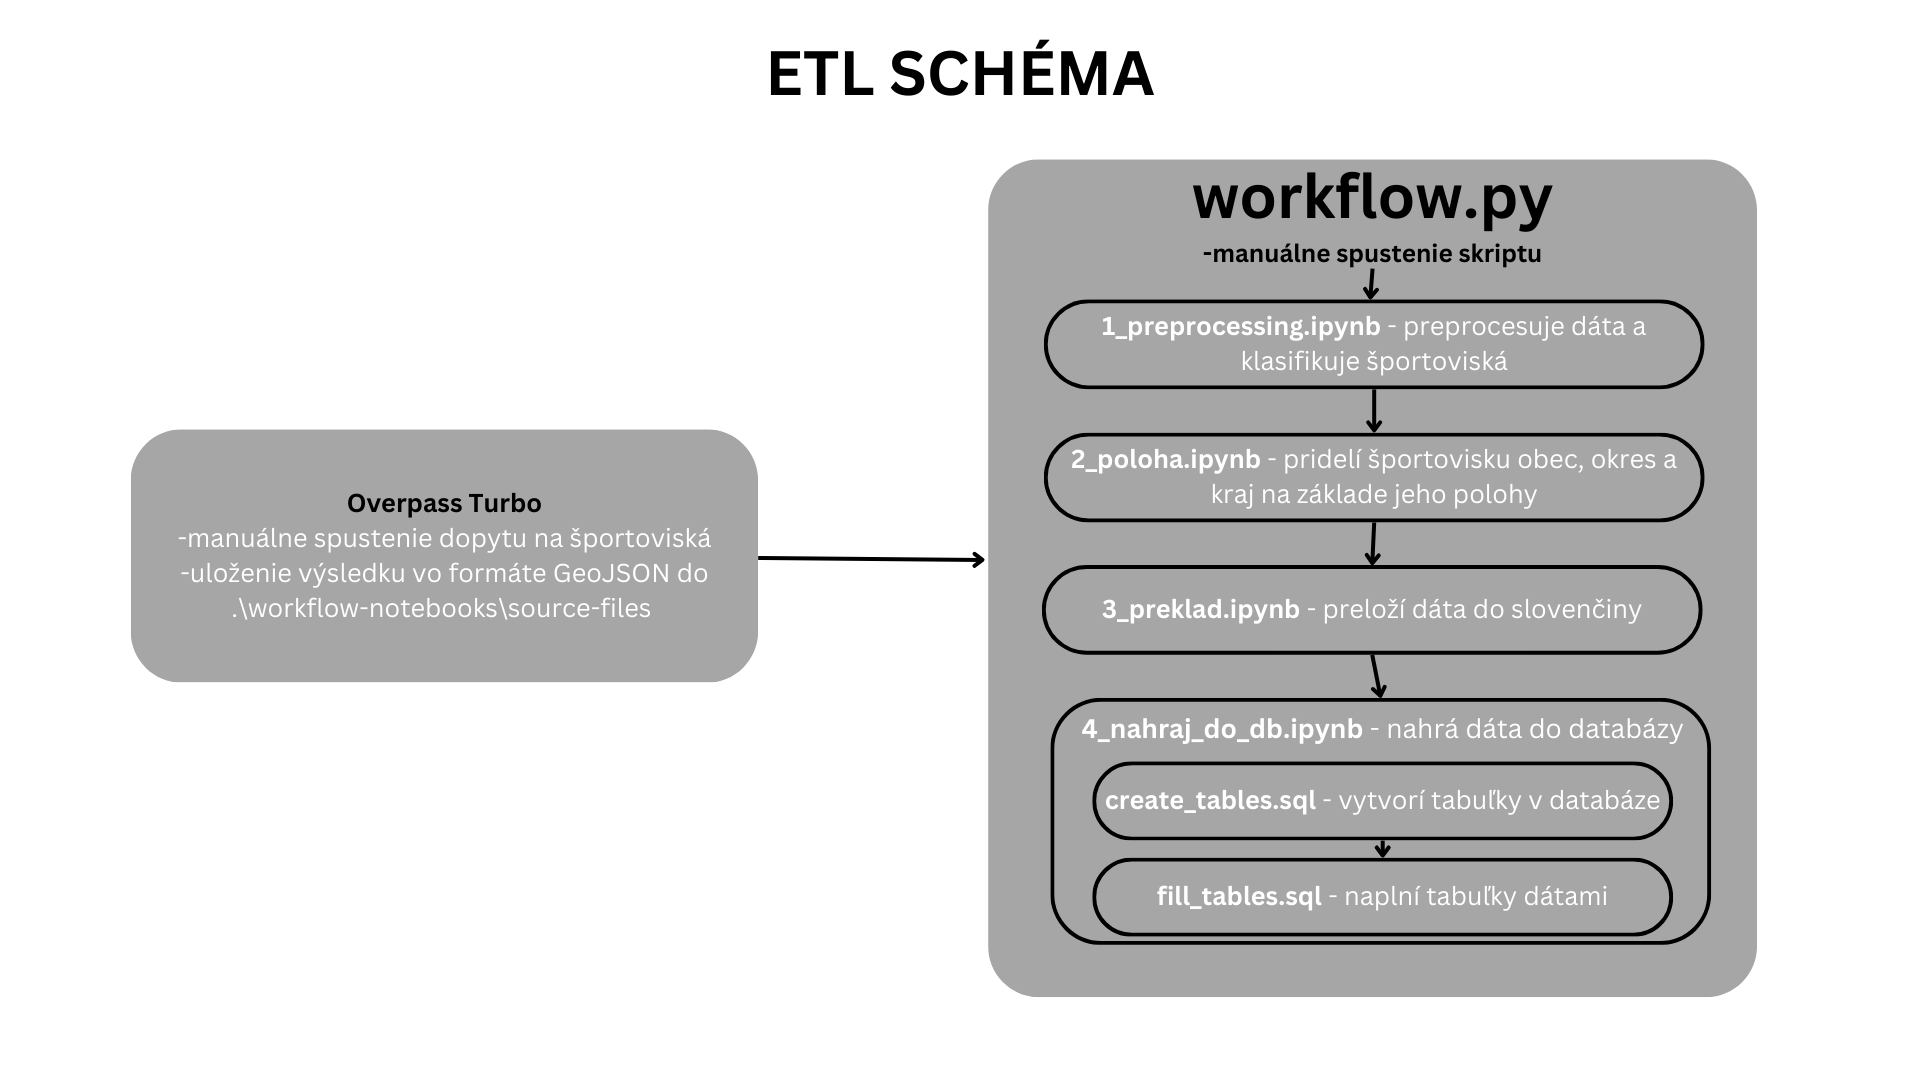 ETL SCHÉMA
Overpass Turbo
-manuálne spustenie dopytu na športoviská
-uloženie výsledku vo formáte GeoJSON do
.\workflow-notebooks\source-files
workflow.py
-manuálne spustenie skriptu
1_preprocessing.ipynb - preprocesuje dáta a
klasifikuje športoviská
2_poloha.ipynb - pridelí športovisku obec, okres a
kraj na základe jeho polohy
3_preklad.ipynb - preloží dáta do slovenčiny
4_nahraj_do_db.ipynb - nahrá dáta do databázy
create_tables.sql - vytvorí tabuľky v databáze
fill_tables.sql - naplní tabuľky dátami